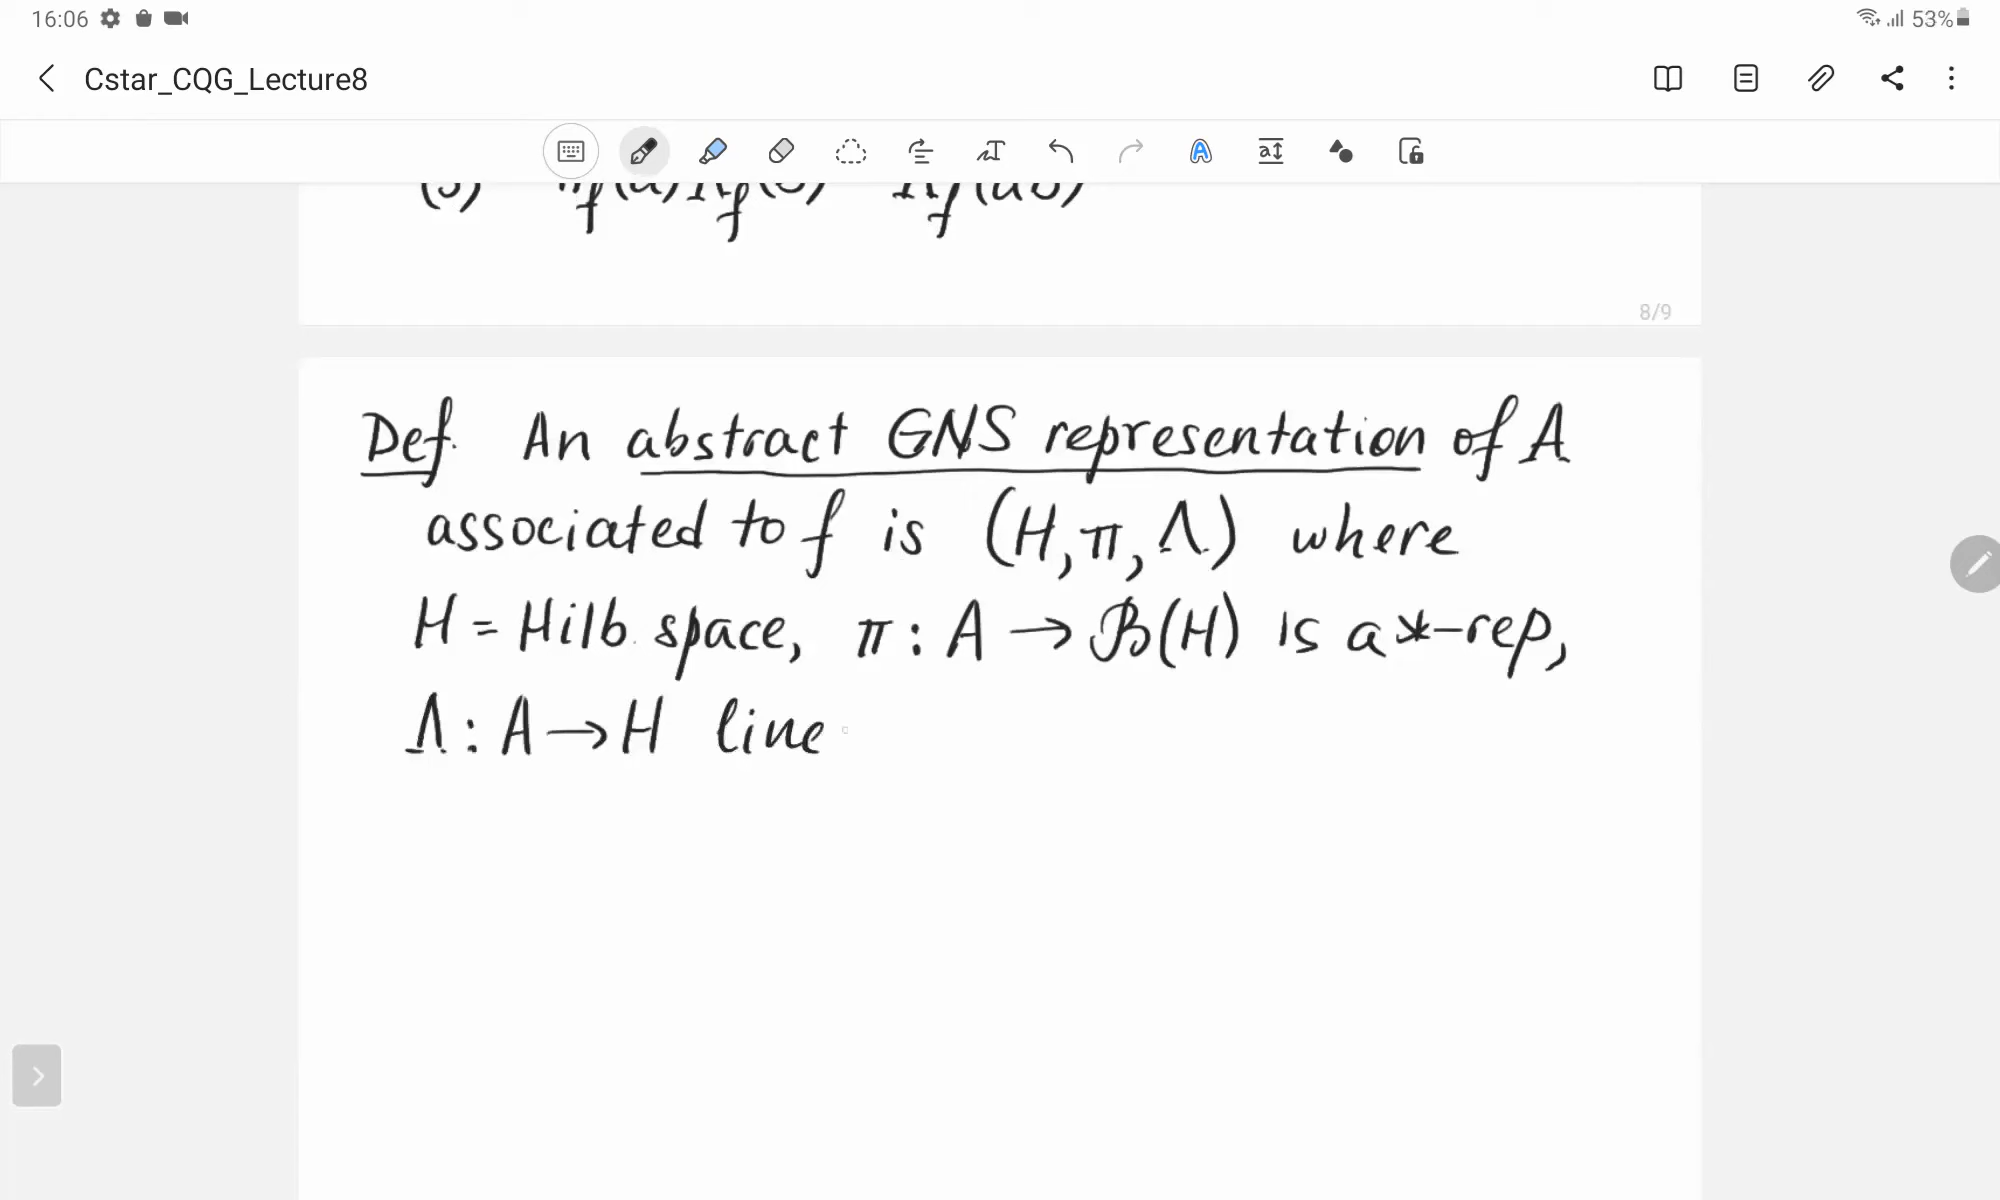 16:06 53%
Cstar_CQG_Lecture8
8/9
Def. An abstract GNS representation of A
associated to f is (H, π, Λ) where
H = Hilb. space, π : A → B(H) is a *-rep,
Λ : A → H line